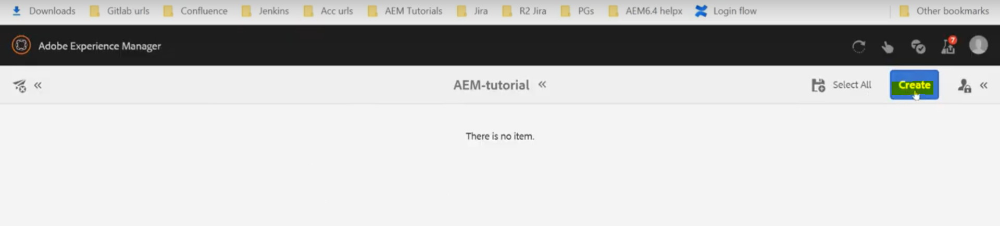 Downloads Gitlab urls Confluence Jenkins Acc urls AEM Tutorials Jira R2 Jira PGs AEM6.4 helpx Login flow Other bookmarks
Adobe Experience Manager 7
AEM-tutorial Select All Create
There is no item.